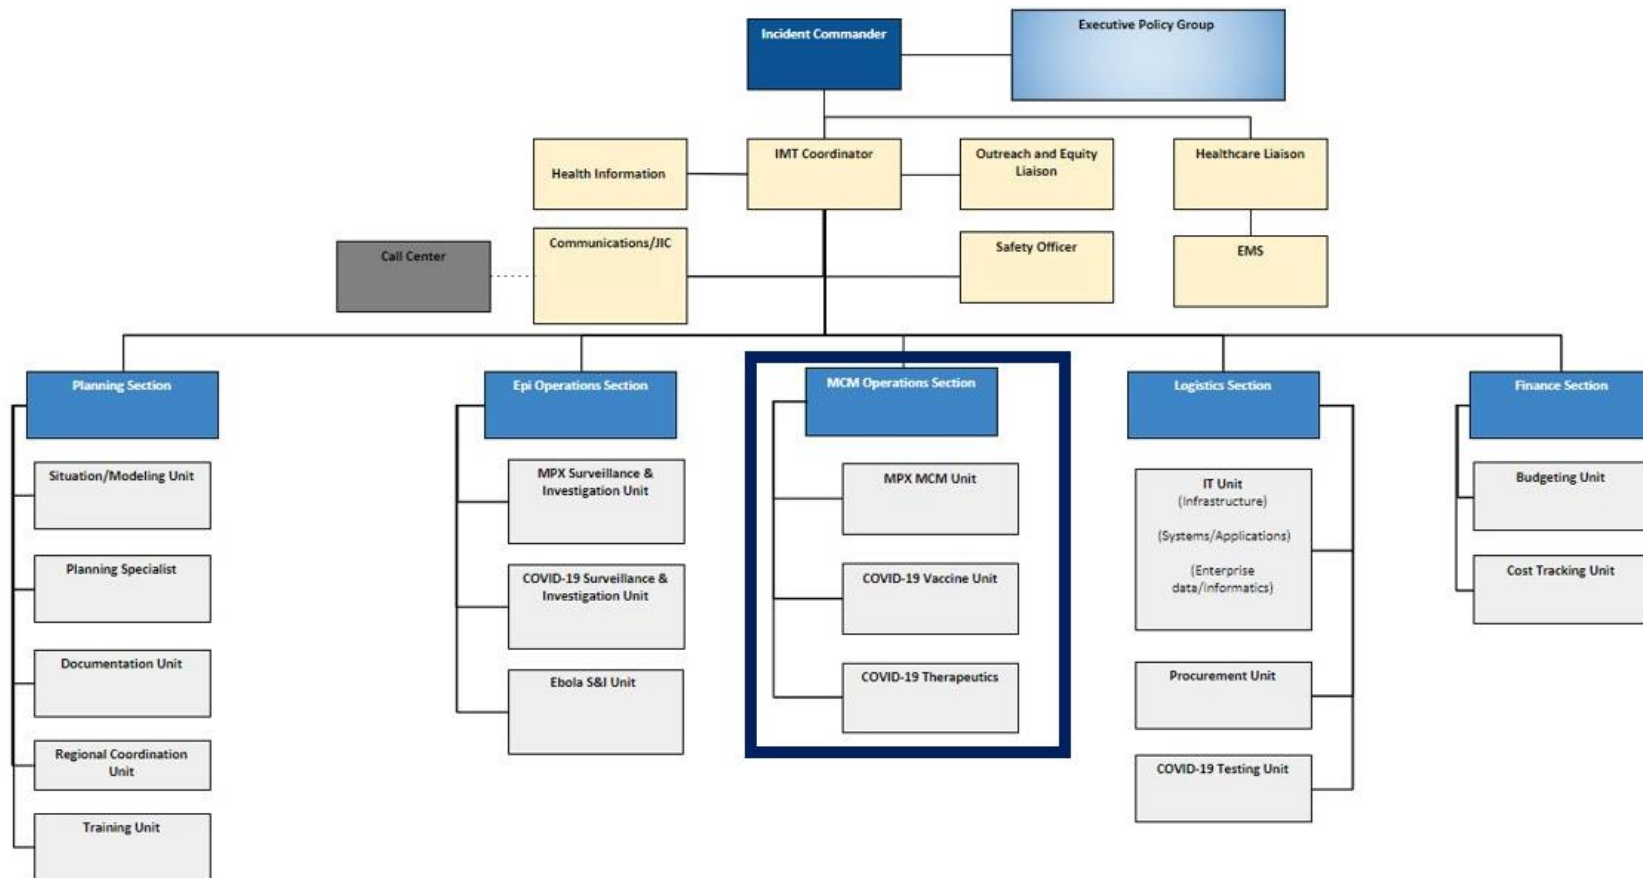 Incident Commander
Executive Policy Group
Health Information
IMT Coordinator
Outreach and Equity
Liaison
Healthcare Liaison
Call Center
Communications/JIC
Safety Officer
EMS
Planning Section
Epi Operations Section
MCM Operations Section
Logistics Section
Finance Section
Situation/Modeling Unit
Planning Specialist
Documentation Unit
Regional Coordination
Unit
Training Unit
MPX Surveillance &
Investigation Unit
COVID-19 Surveillance &
Investigation Unit
Ebola S&I Unit
MPX MCM Unit
COVID-19 Vaccine Unit
COVID-19 Therapeutics
IT Unit
(Infrastructure)
(Systems/Applications)
(Enterprise
data/Informatics)
Procurement Unit
COVID-19 Testing Unit
Budgeting Unit
Cost Tracking Unit